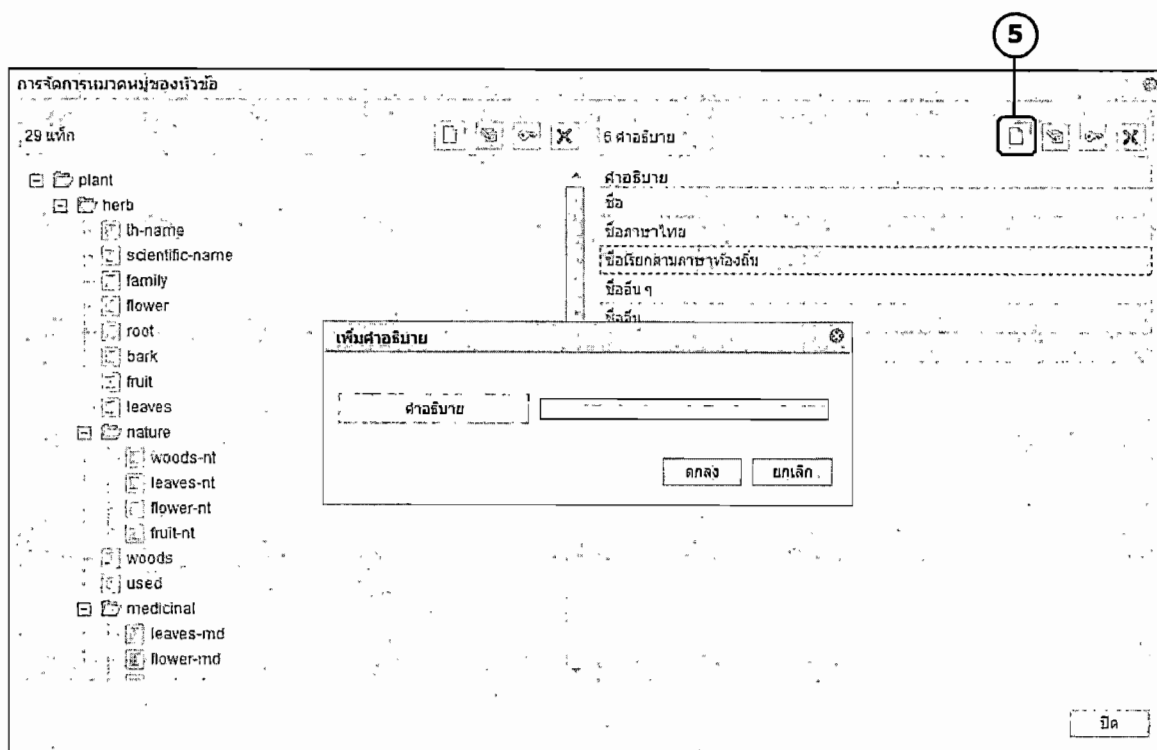 5
การจัดการหมวดหมู่ของหัวข้อ
29 แท็ก
6 คำอธิบาย
plant
herb
th-name
scientific-name
family
flower
root
bark
fruit
leaves
nature
woods-nt
leaves-nt
flower-nt
fruit-nt
woods
used
medicinal
leaves-md
flower-md
คำอธิบาย
ชื่อ
ชื่อภาษาไทย
ชื่อเรียกตามภาษาท้องถิ่น
ชื่ออื่น ๆ
ชื่ออื่น
เพิ่มคำอธิบาย
คำอธิบาย
ตกลง
ยกเลิก
ปิด